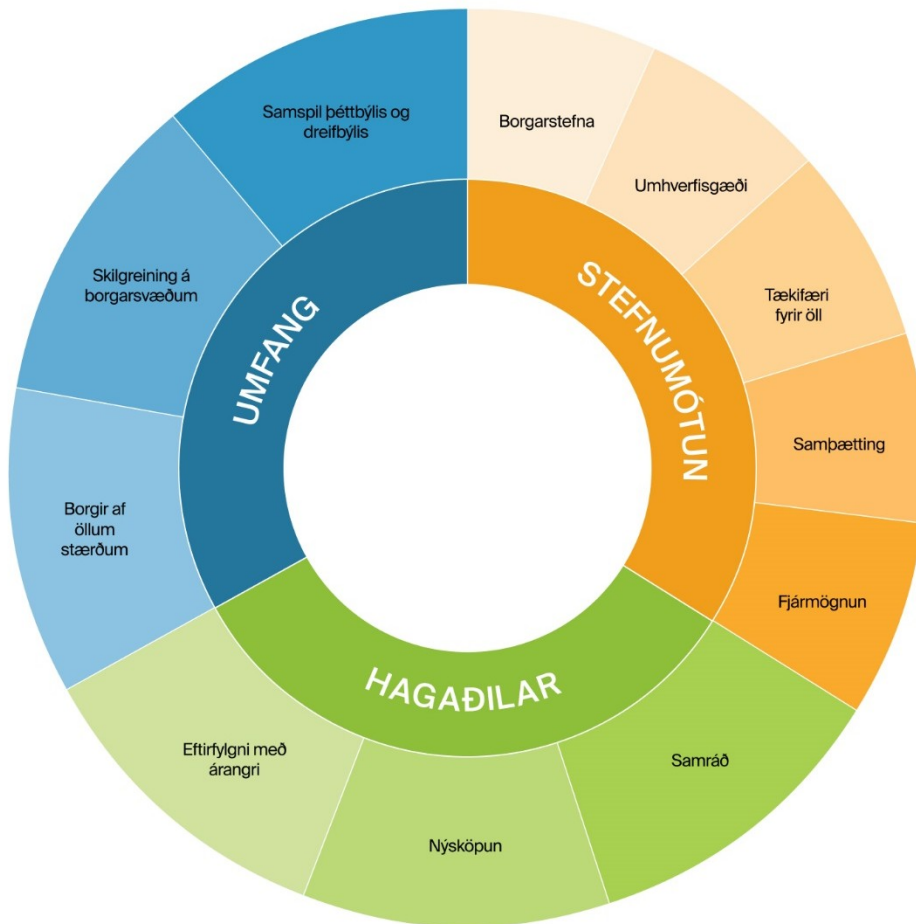 Samspil þéttbýlis og
dreifbýlis
Borgarstefna
Umhverfisgæði
Skilgreining á
borgarsvæðum
Tækifæri
fyrir öll
UMFANG
STEFNUMÓTUN
Samþætting
Borgir af
öllum
stærðum
Fjármögnun
HAGAÐILAR
Eftirfylgni með
árangri
Samráð
Nýsköpun